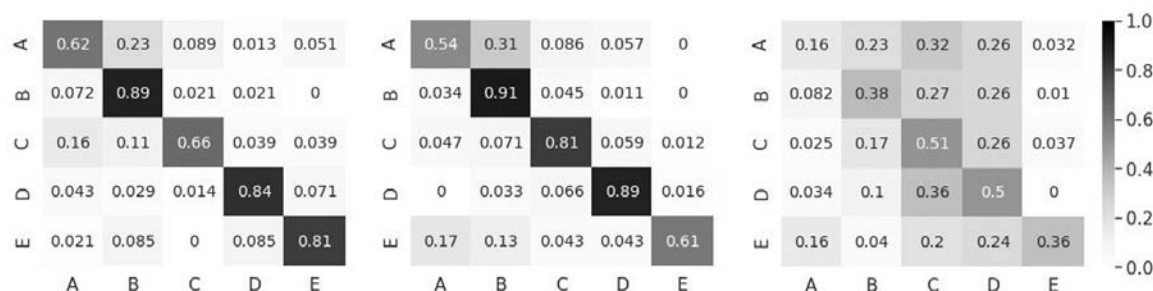 A 0.62 0.23 0.089 0.013 0.051
B 0.072 0.89 0.021 0.021 0
C 0.16 0.11 0.66 0.039 0.039
D 0.043 0.029 0.014 0.84 0.071
E 0.021 0.085 0 0.085 0.81
A B C D E
A 0.54 0.31 0.086 0.057 0
B 0.034 0.91 0.045 0.011 0
C 0.047 0.071 0.81 0.059 0.012
D 0 0.033 0.066 0.89 0.016
E 0.17 0.13 0.043 0.043 0.61
A B C D E
A 0.16 0.23 0.32 0.26 0.032
B 0.082 0.38 0.27 0.26 0.01
C 0.025 0.17 0.51 0.26 0.037
D 0.034 0.1 0.36 0.5 0
E 0.16 0.04 0.2 0.24 0.36
A B C D E
1.0
0.8
0.6
0.4
0.2
0.0